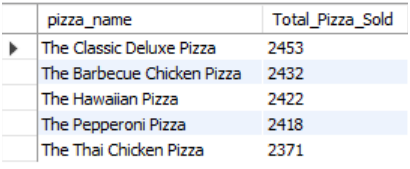 pizza_name Total_Pizza_Sold
The Classic Deluxe Pizza 2453
The Barbecue Chicken Pizza 2432
The Hawaiian Pizza 2422
The Pepperoni Pizza 2418
The Thai Chicken Pizza 2371